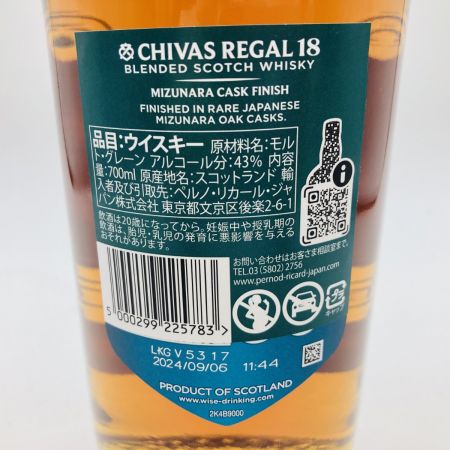 CHIVAS REGAL 18
BLENDED SCOTCH WHISKY
MIZUNARA CASK FINISH
FINISHED IN RARE JAPANESE
MIZUNARA OAK CASKS.
品目:ウイスキー 原材料名:モル
ト・グレーン アルコール分:43% 内容
量:700ml 原産地名:スコットランド 輸
入者及び引取先:ペルノ・リカール・ジャ
パン株式会社 東京都文京区後楽2-6-1
飲酒は20歳になってから。妊娠中や授乳期の
飲酒は、胎児・乳児の発育に悪影響を与える
おそれがあります。
お問い合わせはお客さま相談室まで。
TEL.03 (5802) 2756
www.pernod-ricard-japan.com
プラ
キャップ
5 000299 225783
LKG V 5 3 1 7
2024/09/06 11:44
PRODUCT OF SCOTLAND
www.wise-drinking.com
2K4B9000